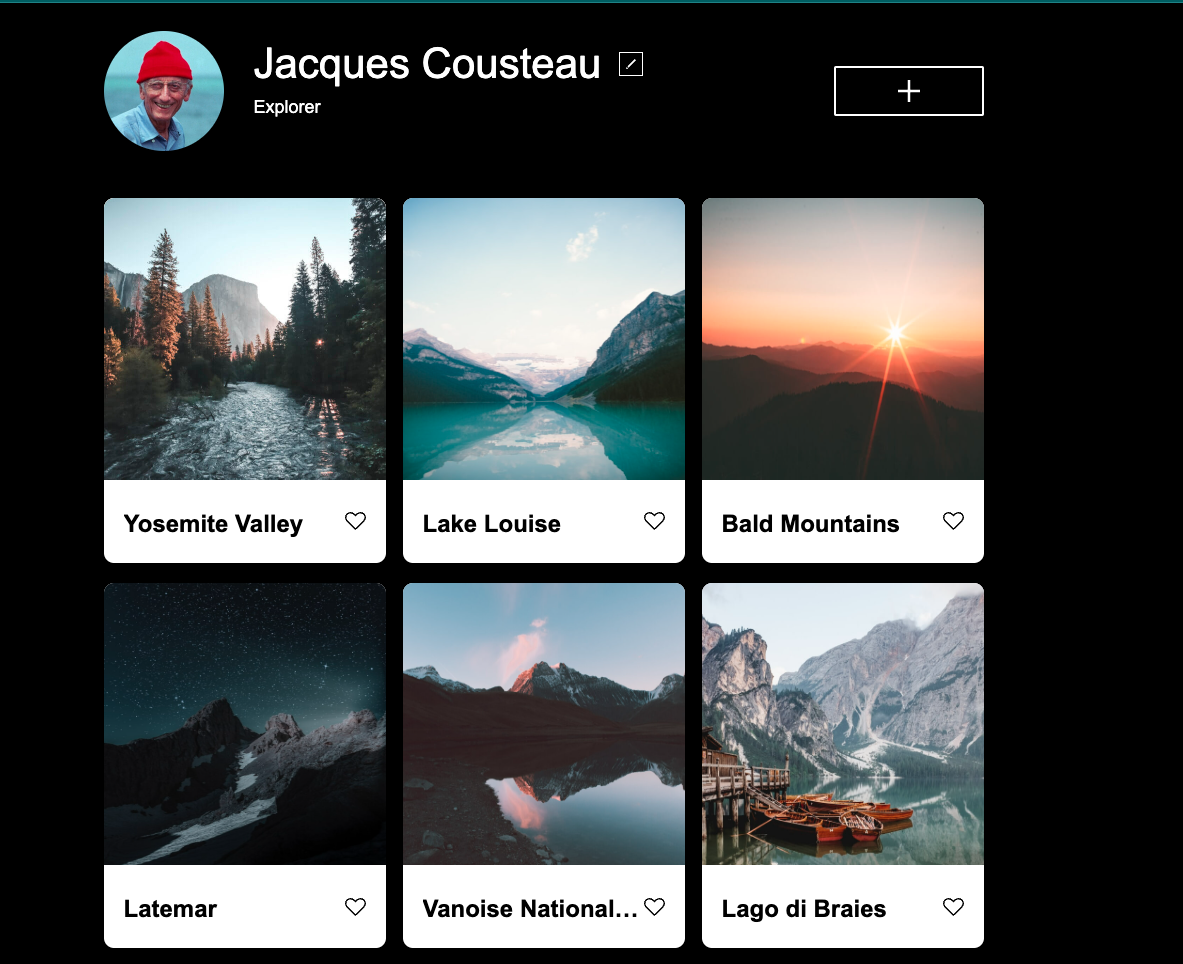 Jacques Cousteau
Explorer
Yosemite Valley
Lake Louise
Bald Mountains
Latemar
Vanoise National...
Lago di Braies